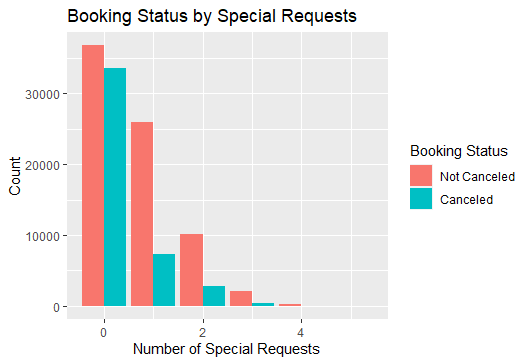 Booking Status by Special Requests
30000
20000
10000
0
Count
0 2 4
Number of Special Requests
Booking Status
Not Canceled
Canceled